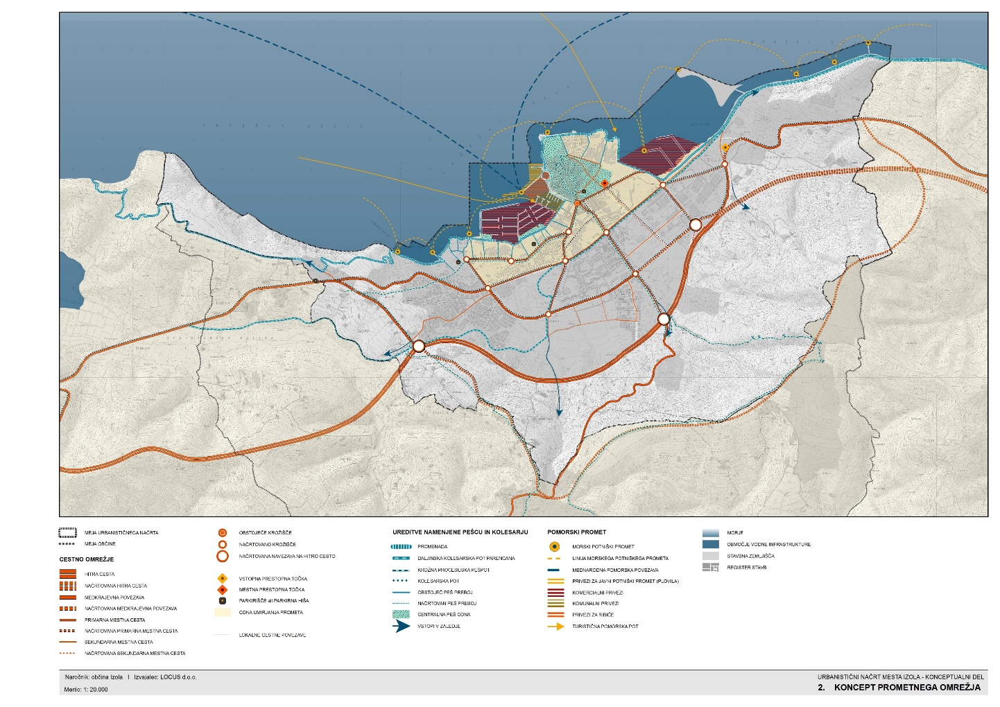 MEJA URBANISTIČNEGA NAČRTA
MEJA OBČINE
CESTNO OMREŽJE
HITRA CESTA
NAČRTOVANA HITRA CESTA
MEDKRAJEVNA POVEZAVA
NAČRTOVANA MEDKRAJEVNA POVEZAVA
PRIMARNA MESTNA CESTA
NAČRTOVANA PRIMARNA MESTNA CESTA
SEKUNDARNA MESTNA CESTA
NAČRTOVANA SEKUNDARNA MESTNA CESTA
OBSTOJEČE KROŽIŠČE
NAČRTOVANO KROŽIŠČE
NAČRTOVANA NAVEZAVA NA HITRO CESTO
VSTOPNA PRESTOPNA TOČKA
MESTNA PRESTOPNA TOČKA
PARKIRIŠČE ali PARKIRNA HIŠA
CONA UMIRJANJA PROMETA
LOKALNE CESTNE POVEZAVE
UREDITVE NAMENJENE PEŠCU IN KOLESARJU
PROMENADA
DALJINSKA KOLESARSKA POT PARENCANA
KROŽNA PROCESIJSKA PEŠPOT
KOLESARSKA POT
OBSTOJEČ PEŠ PREBOJ
NAČRTOVAN PEŠ PREBOJ
CENTRALNA PEŠ CONA
VSTOPI V ZALEDJE
POMORSKI PROMET
MORSKI POTNIŠKI PROMET
LINIJA MORSKEGA POTNIŠKEGA PROMETA
MEDNARODNA POMORSKA POVEZAVA
PRIVEZI ZA JAVNI POTNIŠKI PROMET (PLOVILA)
KOMERCIALNI PRIVEZI
KOMUNALNI PRIVEZI
PRIVEZI ZA RIBIČE
TURISTIČNA POMORSKA POT
MORJE
OBMOČJE VODNE INFRASTRUKTURE
STAVBNA ZEMLJIŠČA
REGISTER STAVB
Naročnik: občina Izola I Izvajalec: LOCUS d.o.o.
Merilo: 1: 20.000
URBANISTIČNI NAČRT MESTA IZOLA - KONCEPTUALNI DEL
2. KONCEPT PROMETNEGA OMREŽJA